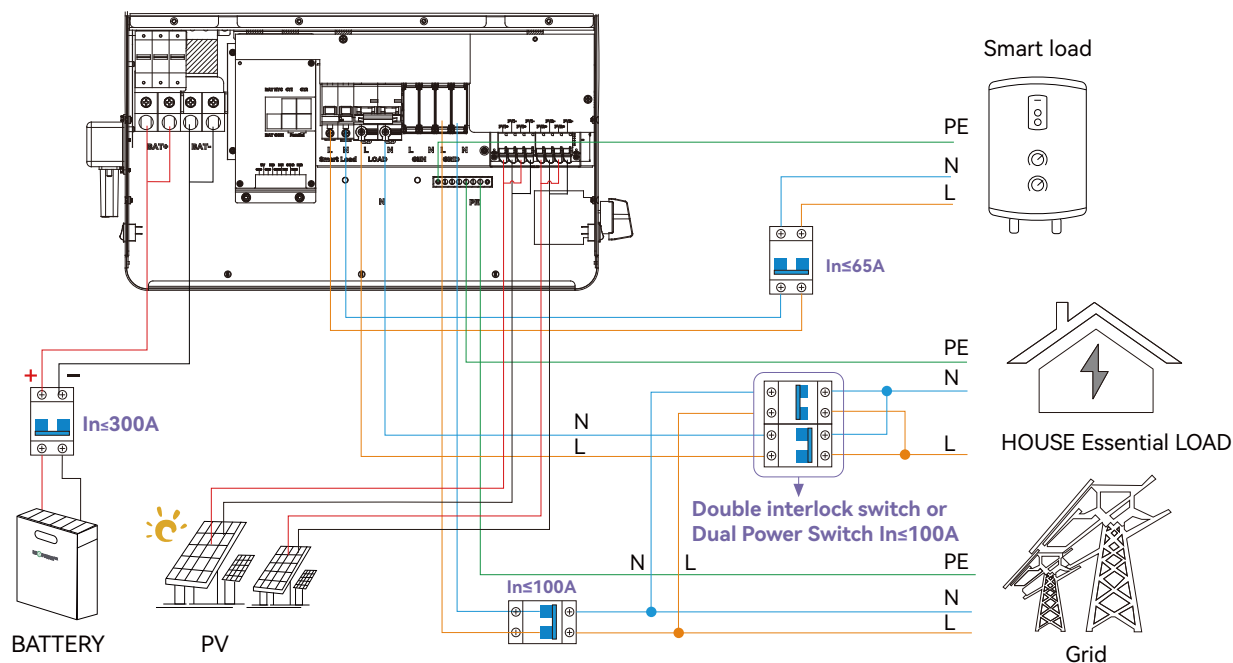 Smart load
BAT+
BAT-
L
N
L
N
L
N
L
N
Smart Load
LOAD
GEN
GRID
N
PE
PE
N
L
In≤65A
+
−
In≤300A
PE
N
L
N
L
HOUSE Essential LOAD
Double interlock switch or
Dual Power Switch In≤100A
N
L
PE
In≤100A
N
L
BATTERY
PV
Grid